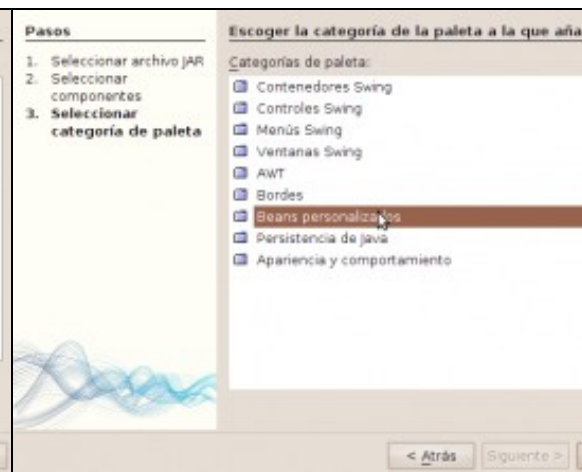 Pasos
1. Seleccionar archivo JAR
2. Seleccionar
componentes
3. Seleccionar
categoría de paleta
Escoger la categoría de la paleta a la que aña
Categorías de paleta:
Contenedores Swing
Controles Swing
Menús Swing
Ventanas Swing
AWT
Bordes
Beans personalizados
Persistencia de Java
Apariencia y comportamiento
< Atrás
Siguiente >